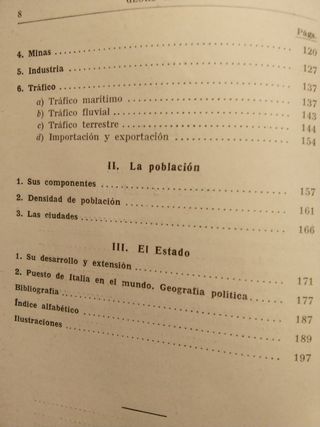 8
Págs.
4. Minas 126
5. Industria 127
6. Tráfico 137
a) Tráfico marítimo 137
b) Tráfico fluvial 143
c) Tráfico terrestre 144
d) Importación y exportación 154
II. La población
1. Sus componentes 157
2. Densidad de población 161
3. Las ciudades 166
III. El Estado
1. Su desarrollo y extensión 171
2. Puesto de Italia en el mundo. Geografía política 177
Bibliografía 187
Índice alfabético 189
Ilustraciones 197